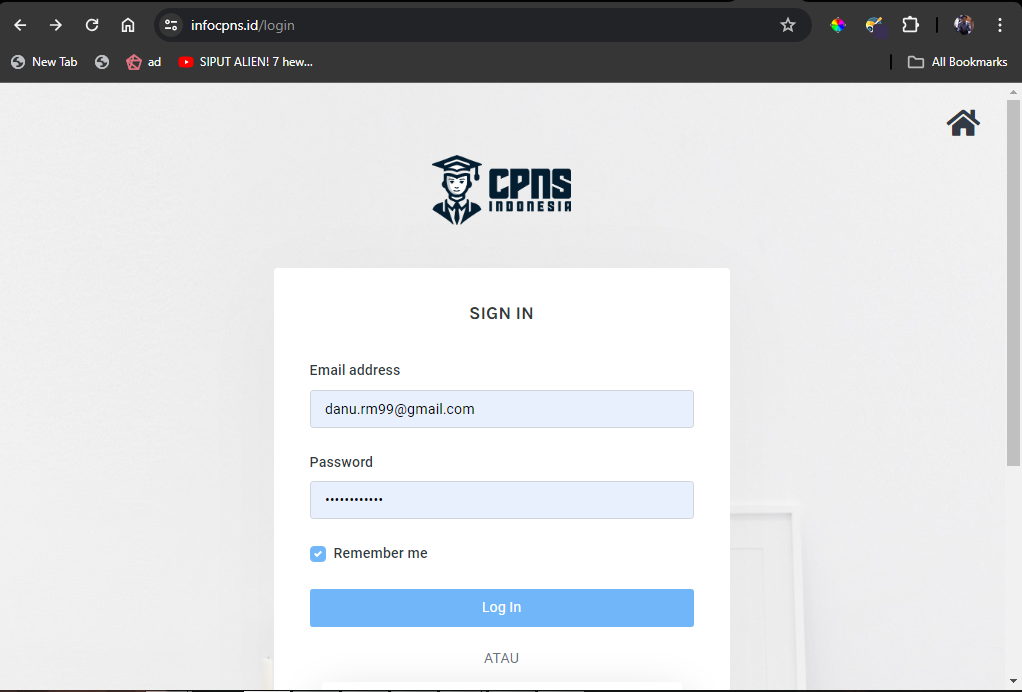 infocpns.id/login
New Tab
ad
SIPUT ALIEN! 7 hew...
All Bookmarks
CPNS
INDONESIA
SIGN IN
Email address
danu.rm99@gmail.com
Password
••••••••••••
Remember me
Log In
ATAU